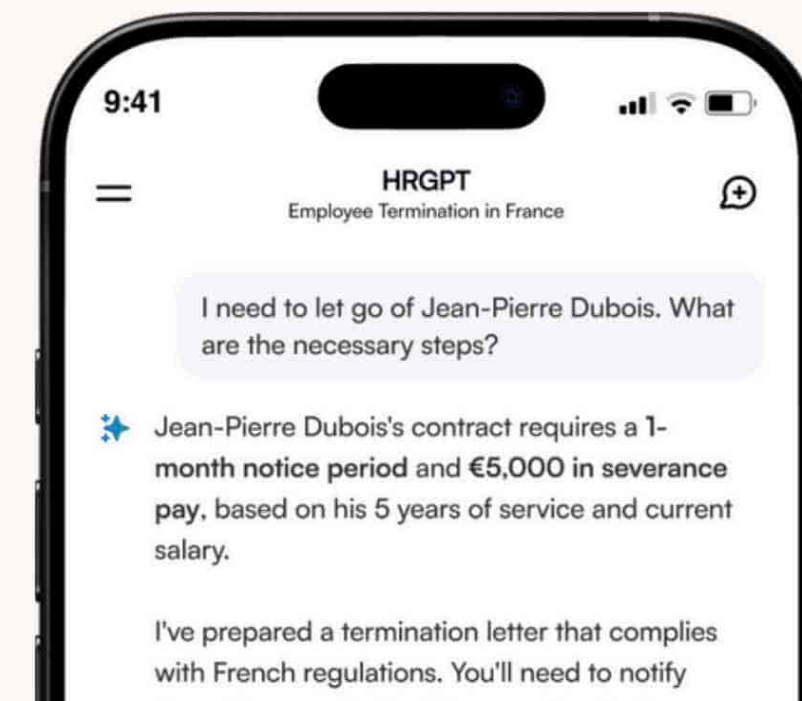 9:41
HRGPT
Employee Termination in France
I need to let go of Jean-Pierre Dubois. What
are the necessary steps?
Jean-Pierre Dubois's contract requires a 1-
month notice period and €5,000 in severance
pay, based on his 5 years of service and current
salary.
I've prepared a termination letter that complies
with French regulations. You'll need to notify